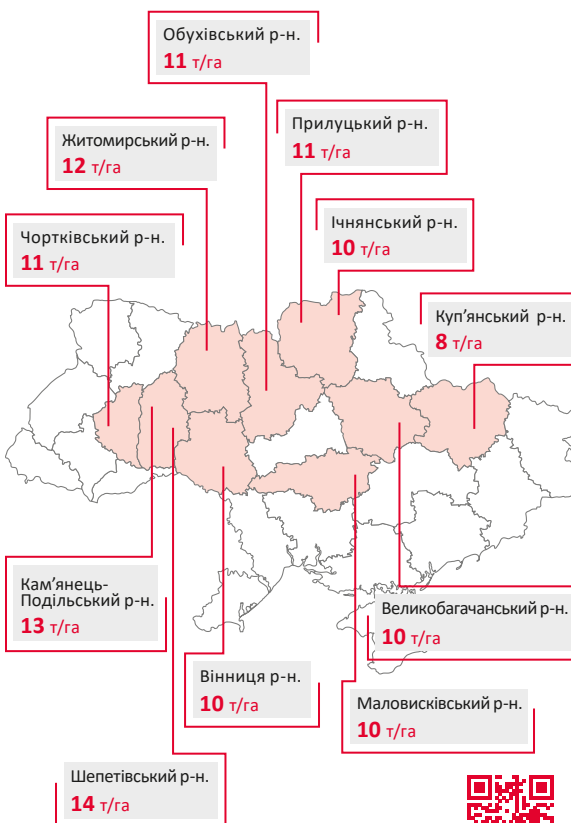 Обухівський р-н.
11 т/га
Прилуцький р-н.
11 т/га
Житомирський р-н.
12 т/га
Ічнянський р-н.
10 т/га
Чортківський р-н.
11 т/га
Куп’янський р-н.
8 т/га
Кам’янець-
Подільський р-н.
13 т/га
Великобагачанський р-н.
10 т/га
Вінниця р-н.
10 т/га
Маловисківський р-н.
10 т/га
Шепетівський р-н.
14 т/га